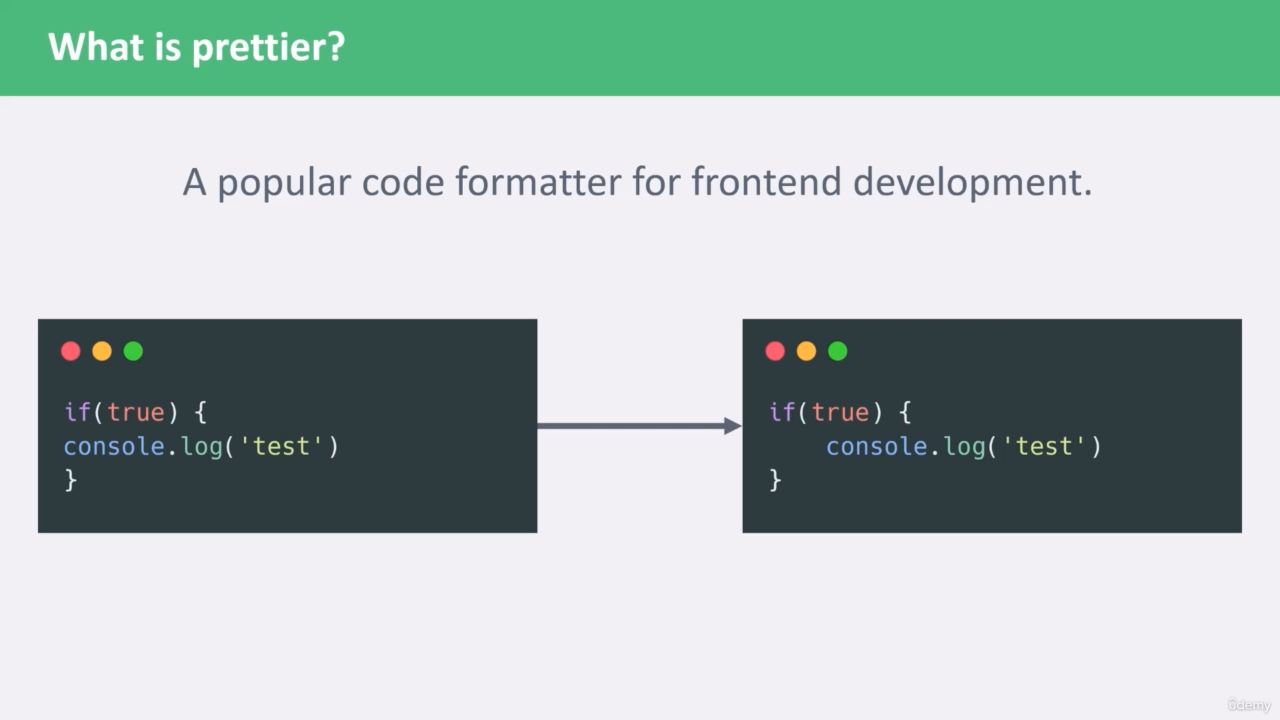 What is prettier?
A popular code formatter for frontend development.
if(true) {
console.log('test')
}
if(true) {
    console.log('test')
}
ûdemy